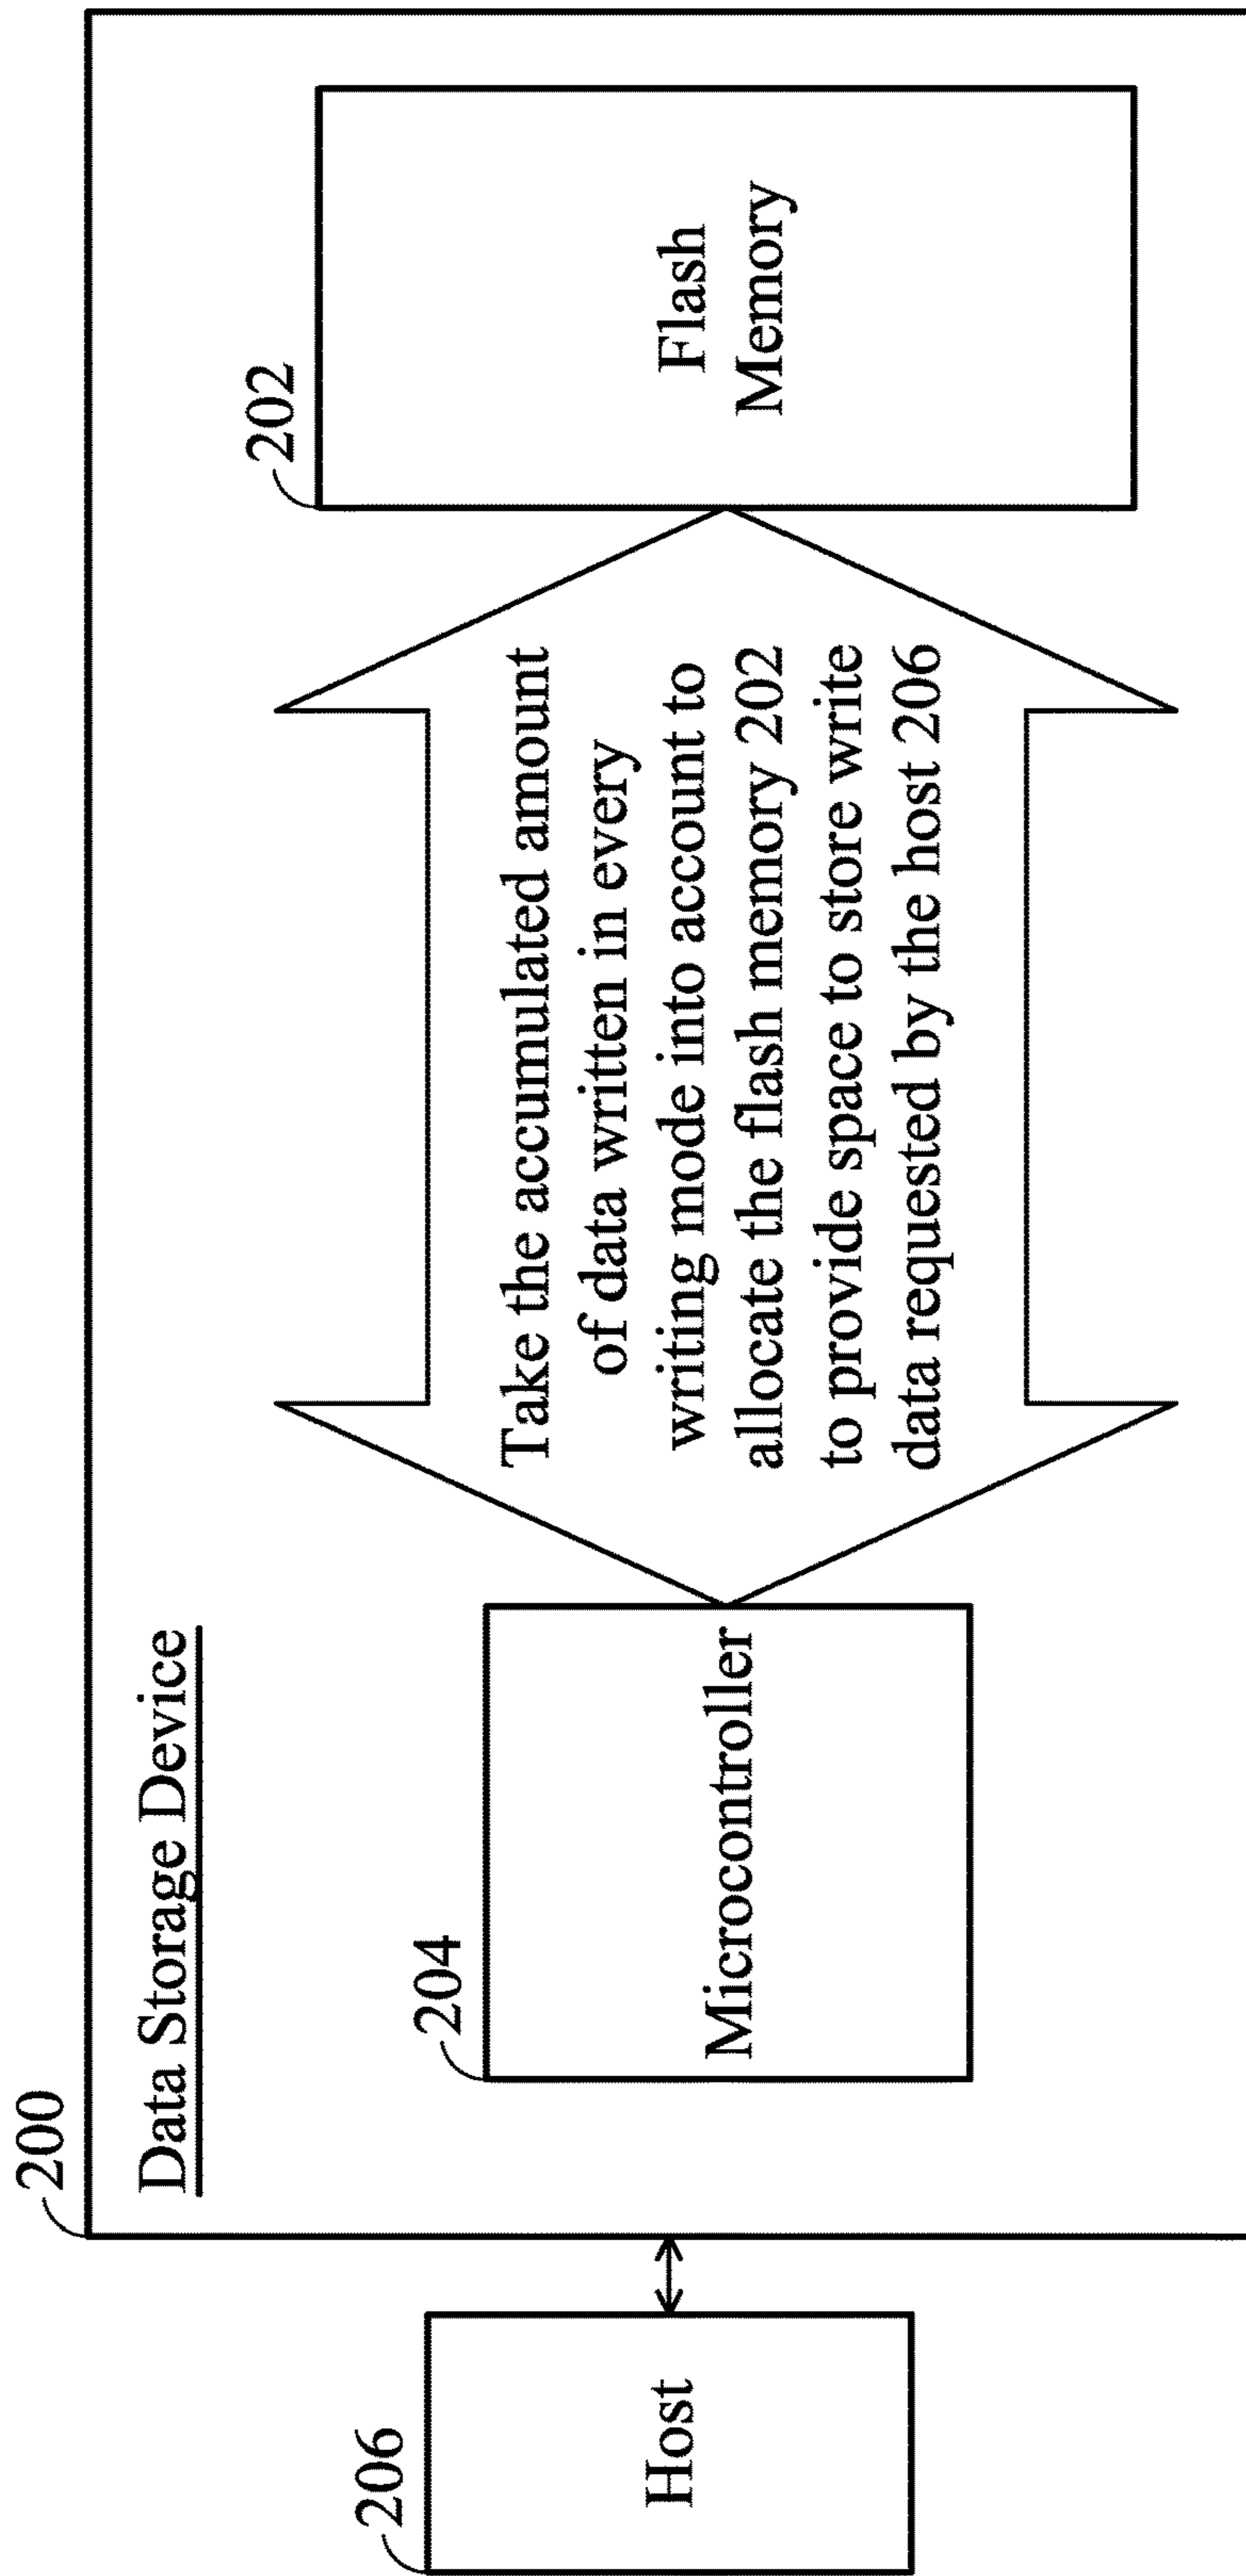 200
Data Storage Device
206
Host
204
Microcontroller
Take the accumulated amount
of data written in every
writing mode into account to
allocate the flash memory 202
to provide space to store write
data requested by the host 206
202
Flash
Memory